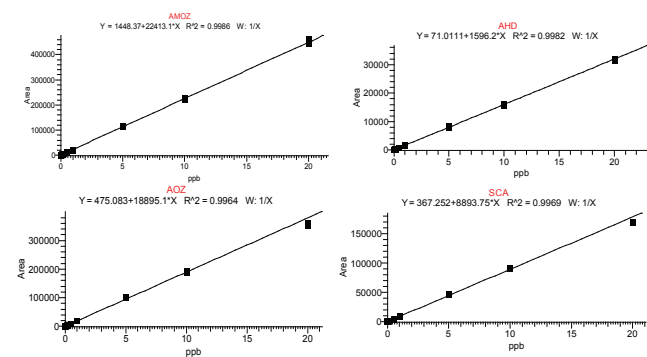 AMOZ
Y = 1448.37+22413.1*X R^2 = 0.9986 W: 1/X
400000
300000
200000
100000
0
Area
0 5 10 15 20
ppb
AHD
Y = 71.0111+1596.2*X R^2 = 0.9982 W: 1/X
30000
20000
10000
0
Area
0 5 10 15 20
ppb
AOZ
Y = 475.083+18895.1*X R^2 = 0.9964 W: 1/X
300000
200000
100000
0
Area
0 5 10 15 20
ppb
SCA
Y = 367.252+8893.75*X R^2 = 0.9969 W: 1/X
150000
100000
50000
0
Area
0 5 10 15 20
ppb